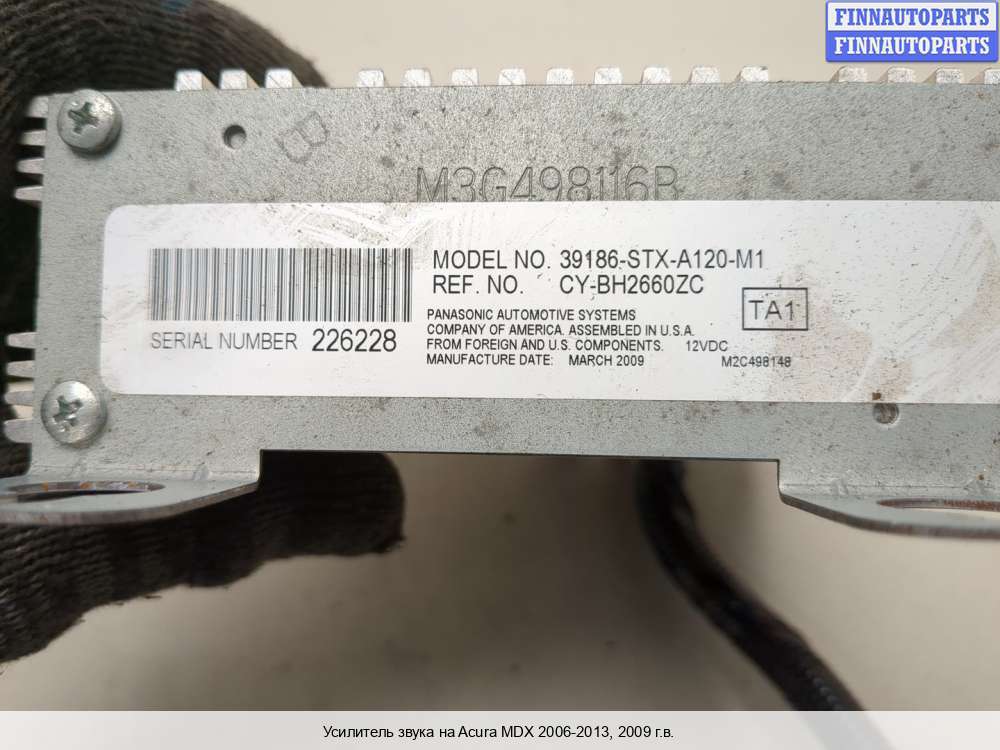 FINNAUTOPARTS
FINNAUTOPARTS
B
M3G498116B
MODEL NO. 39186-STX-A120-M1
REF. NO. CY-BH2660ZC
TA1
SERIAL NUMBER 226228
PANASONIC AUTOMOTIVE SYSTEMS
COMPANY OF AMERICA. ASSEMBLED IN U.S.A.
FROM FOREIGN AND U.S. COMPONENTS. 12VDC
MANUFACTURE DATE: MARCH 2009 M2C498148
Усилитель звука на Acura MDX 2006-2013, 2009 г.в.